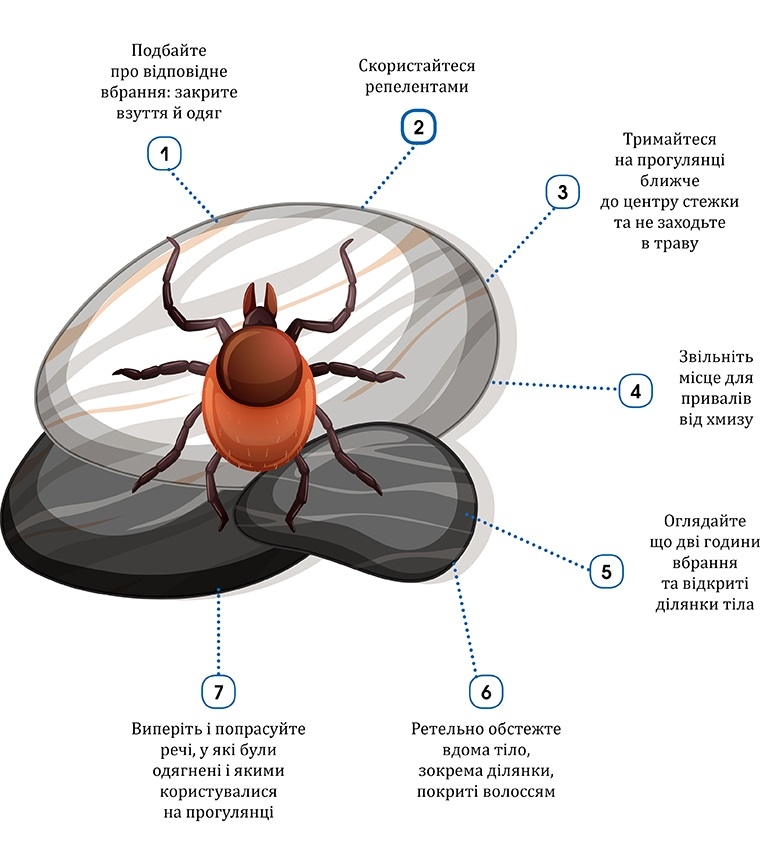 Подбайте
про відповідне
вбрання: закрите
взуття й одяг
1
Скористайтеся
репелентами
2
Тримайтеся
на прогулянці
ближче
до центру стежки
та не заходьте
в траву
3
Звільніть
місце для
привалів
від хмизу
4
Оглядайте
що дві години
вбрання
та відкриті
ділянки тіла
5
6
Ретельно обстежте
вдома тіло,
зокрема ділянки,
покриті волоссям
7
Виперіть і попрасуйте
речі, у які були
одягнені і якими
користувалися
на прогулянці